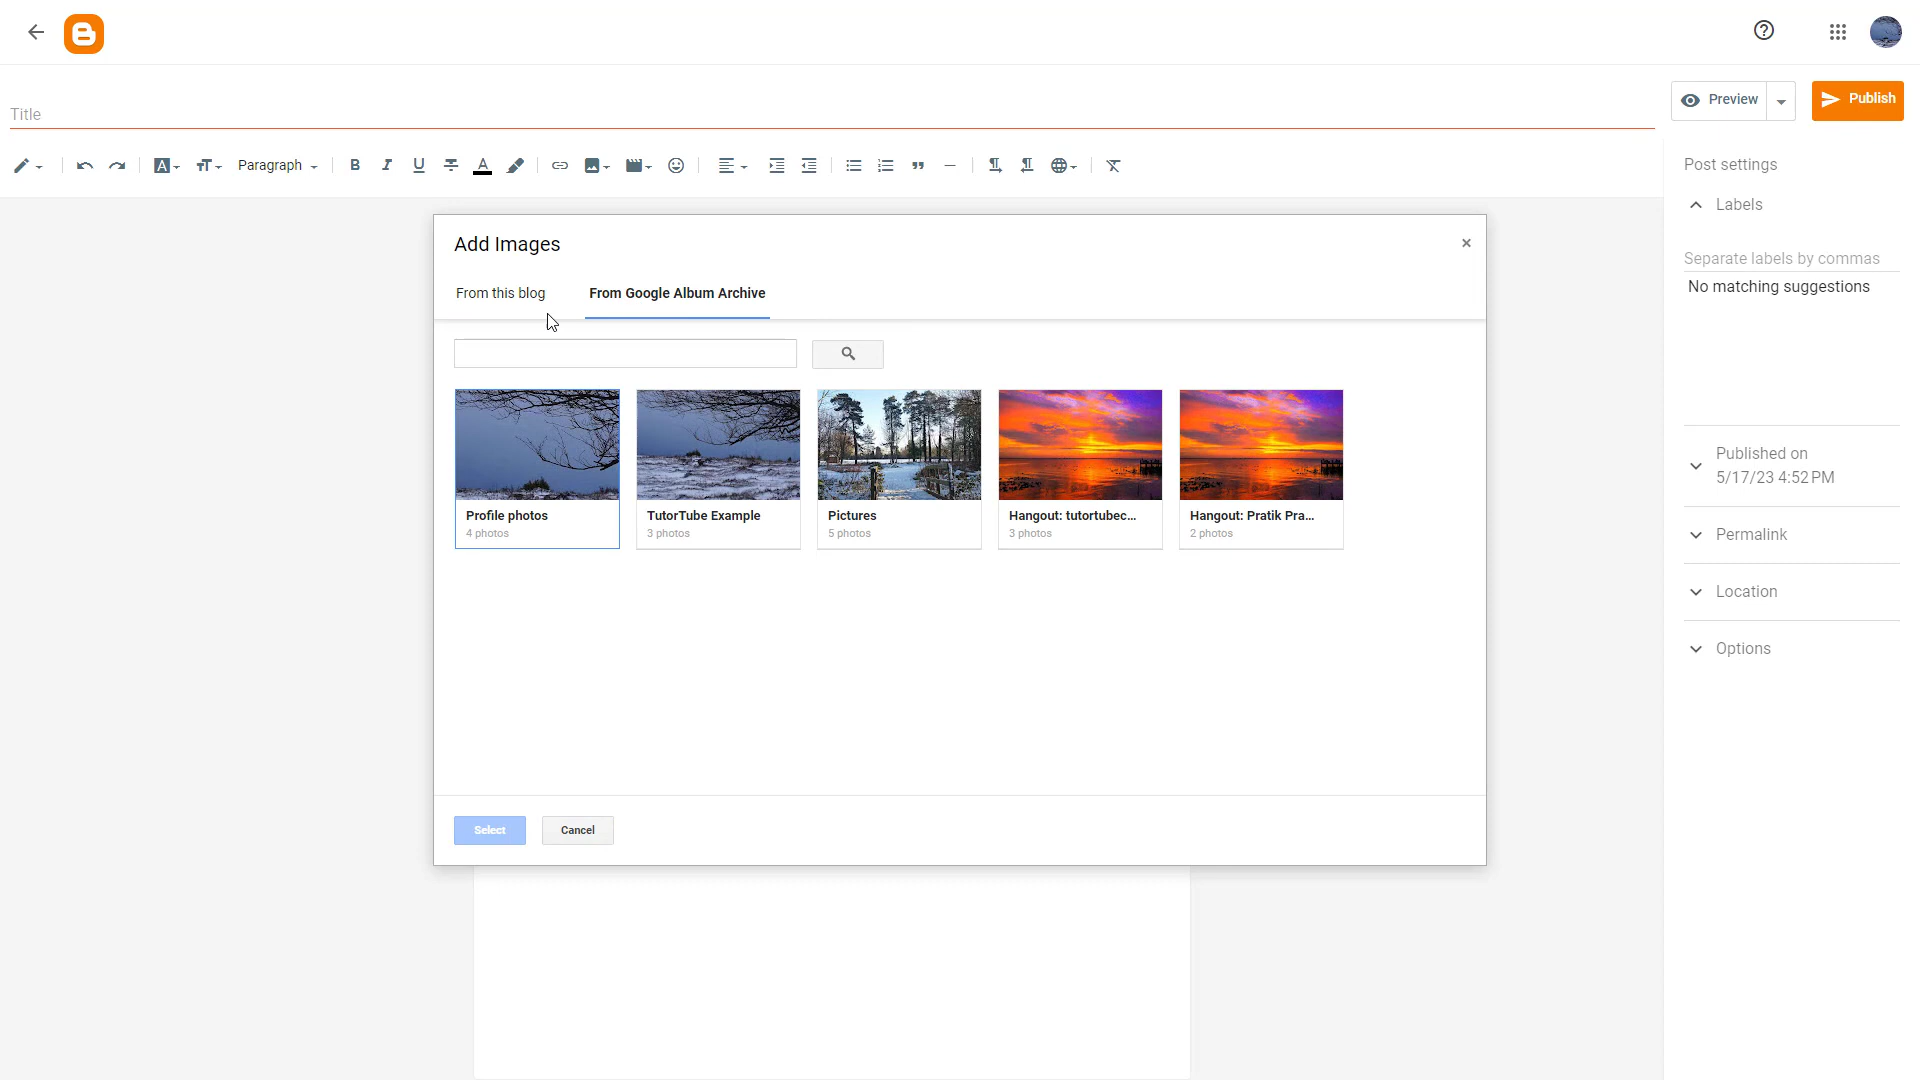 Title
Preview
Publish
Paragraph
Post settings
Labels
Separate labels by commas
No matching suggestions
Published on
5/17/23 4:52 PM
Permalink
Location
Options
Add Images
From this blog
From Google Album Archive
Profile photos
4 photos
TutorTube Example
3 photos
Pictures
5 photos
Hangout: tutortubec...
3 photos
Hangout: Pratik Pra...
2 photos
Select
Cancel